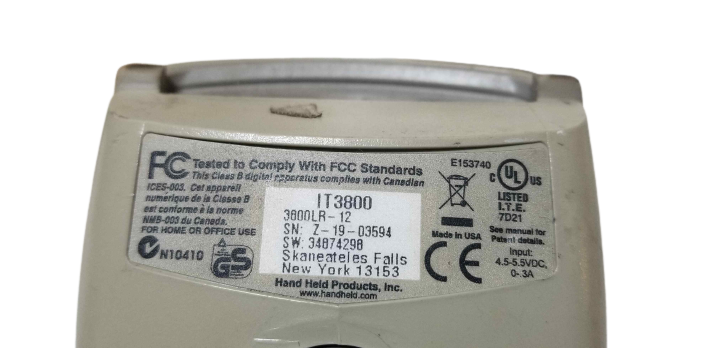 FC Tested to Comply With FCC Standards
This Class B digital apparatus complies with Canadian
ICES-003. Cet appareil
numerique de la Classe B
est conforme à la norme
NMB-003 du Canada.
FOR HOME OR OFFICE USE
N10410
GS
IT3800
3800LR-12
SN: Z-19-03594
SW: 34874298
Skaneateles Falls
New York 13153
Hand Held Products, Inc.
www.handheld.com
E153740
Made in USA
CE
C UL US
LISTED
I.T.E.
7D21
See manual for
Patent details.
Input:
4.5-5.5VDC,
0-.3A